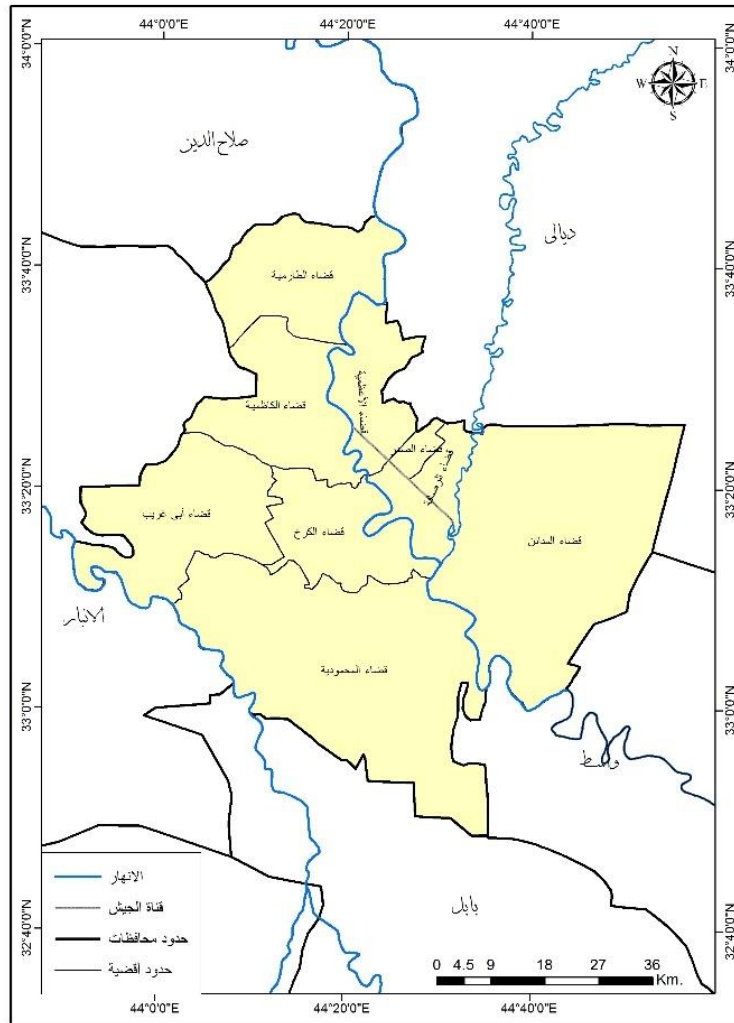 44°0'0"E 44°20'0"E 44°40'0"E
34°0'0"N 34°0'0"N
N
W E
S
صلاح الدين
ديالى
33°40'0"N 33°40'0"N
قضاء الطارمية
قضاء الأعظمية
قضاء الكاظمية
قضاء الصدر
قضاء الرصافة
33°20'0"N 33°20'0"N
قضاء أبي غريب
قضاء الكرخ
قضاء المدائن
الانبار
قضاء المحمودية
33°0'0"N 33°0'0"N
واسط
بابل
الانهار
قناة الجيش
حدود محافظات
حدود أقضية
32°40'0"N 32°40'0"N
0 4.5 9 18 27 36
Km.
44°0'0"E 44°20'0"E 44°40'0"E